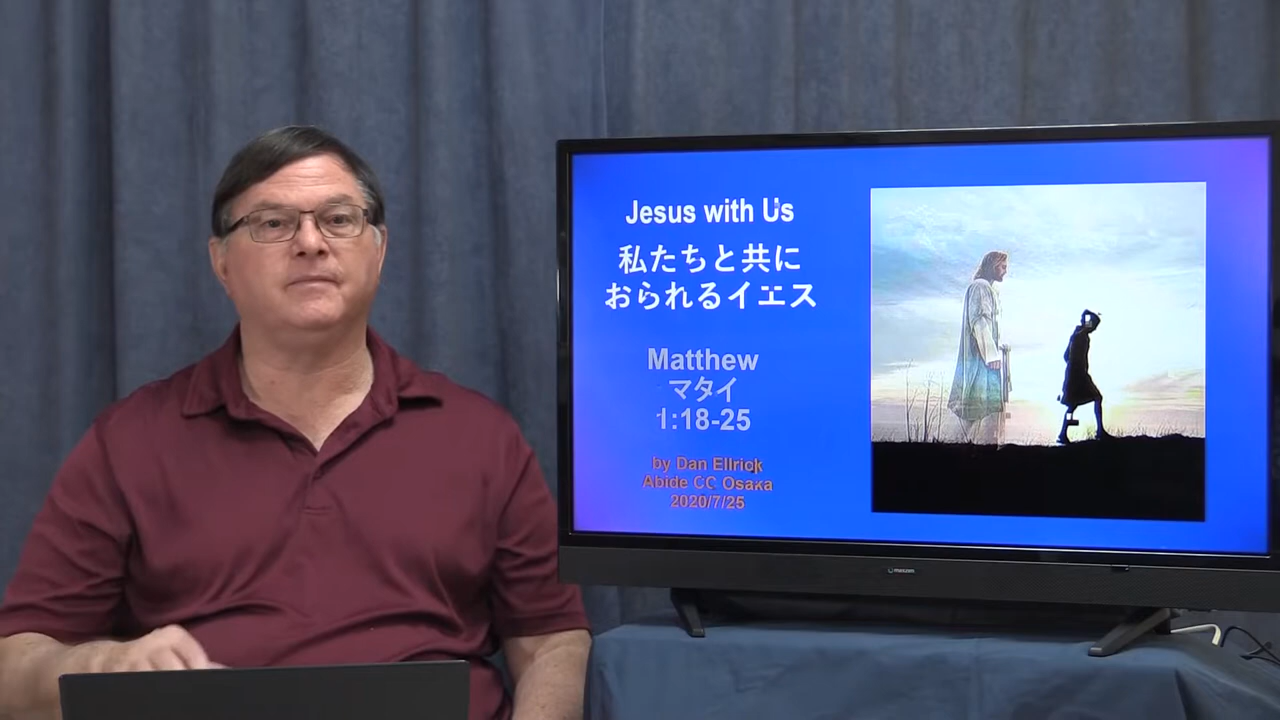 Jesus with Us
私たちと共に
おられるイエス
Matthew
マタイ
1:18-25
by Dan Ellrick
Abide CC Osaka
2020/7/25
maxzen